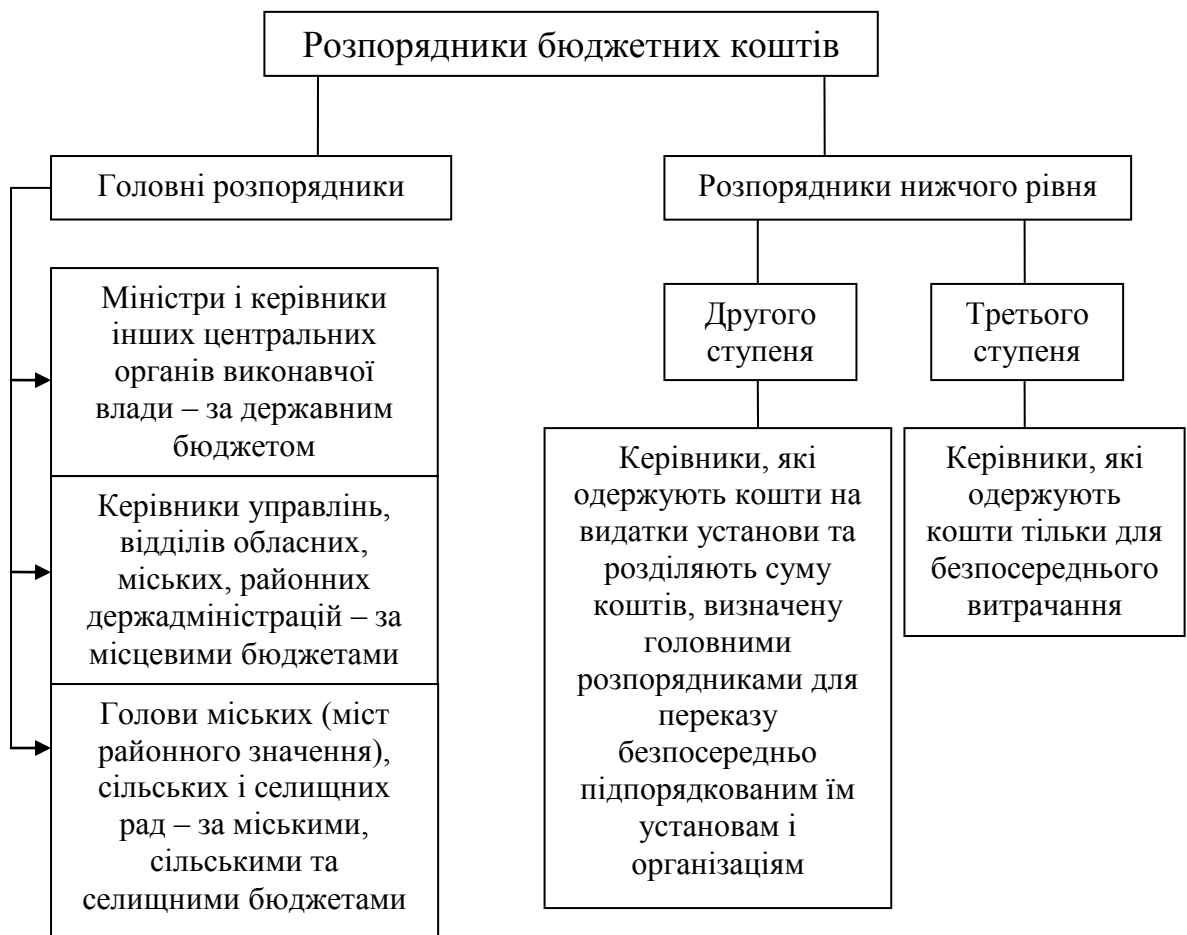 Розпорядники бюджетних коштів
Головні розпорядники
Міністри і керівники
інших центральних
органів виконавчої
влади – за державним
бюджетом
Керівники управлінь,
відділів обласних,
міських, районних
держадміністрацій – за
місцевими бюджетами
Голови міських (міст
районного значення),
сільських і селищних
рад – за міськими,
сільськими та
селищними бюджетами
Розпорядники нижчого рівня
Другого
ступеня
Керівники, які
одержують кошти на
видатки установи та
розділяють суму
коштів, визначену
головними
розпорядниками для
переказу
безпосередньо
підпорядкованим їм
установам і
організаціям
Третього
ступеня
Керівники, які
одержують
кошти тільки для
безпосереднього
витрачання